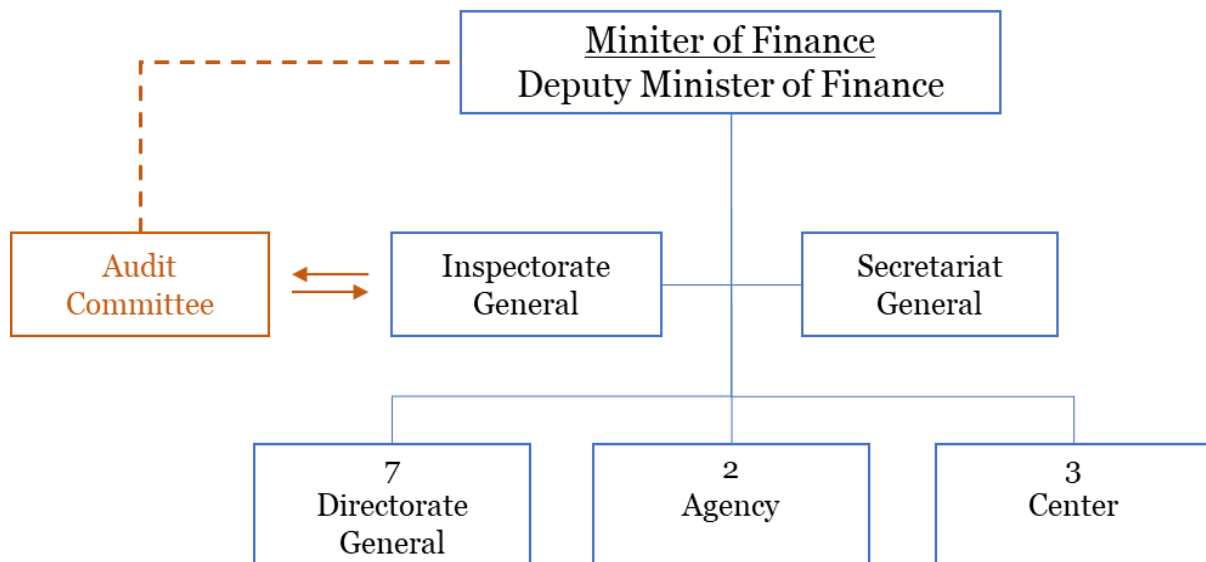 Miniter of Finance
Deputy Minister of Finance
Audit
Committee
Inspectorate
General
Secretariat
General
7
Directorate
General
2
Agency
3
Center